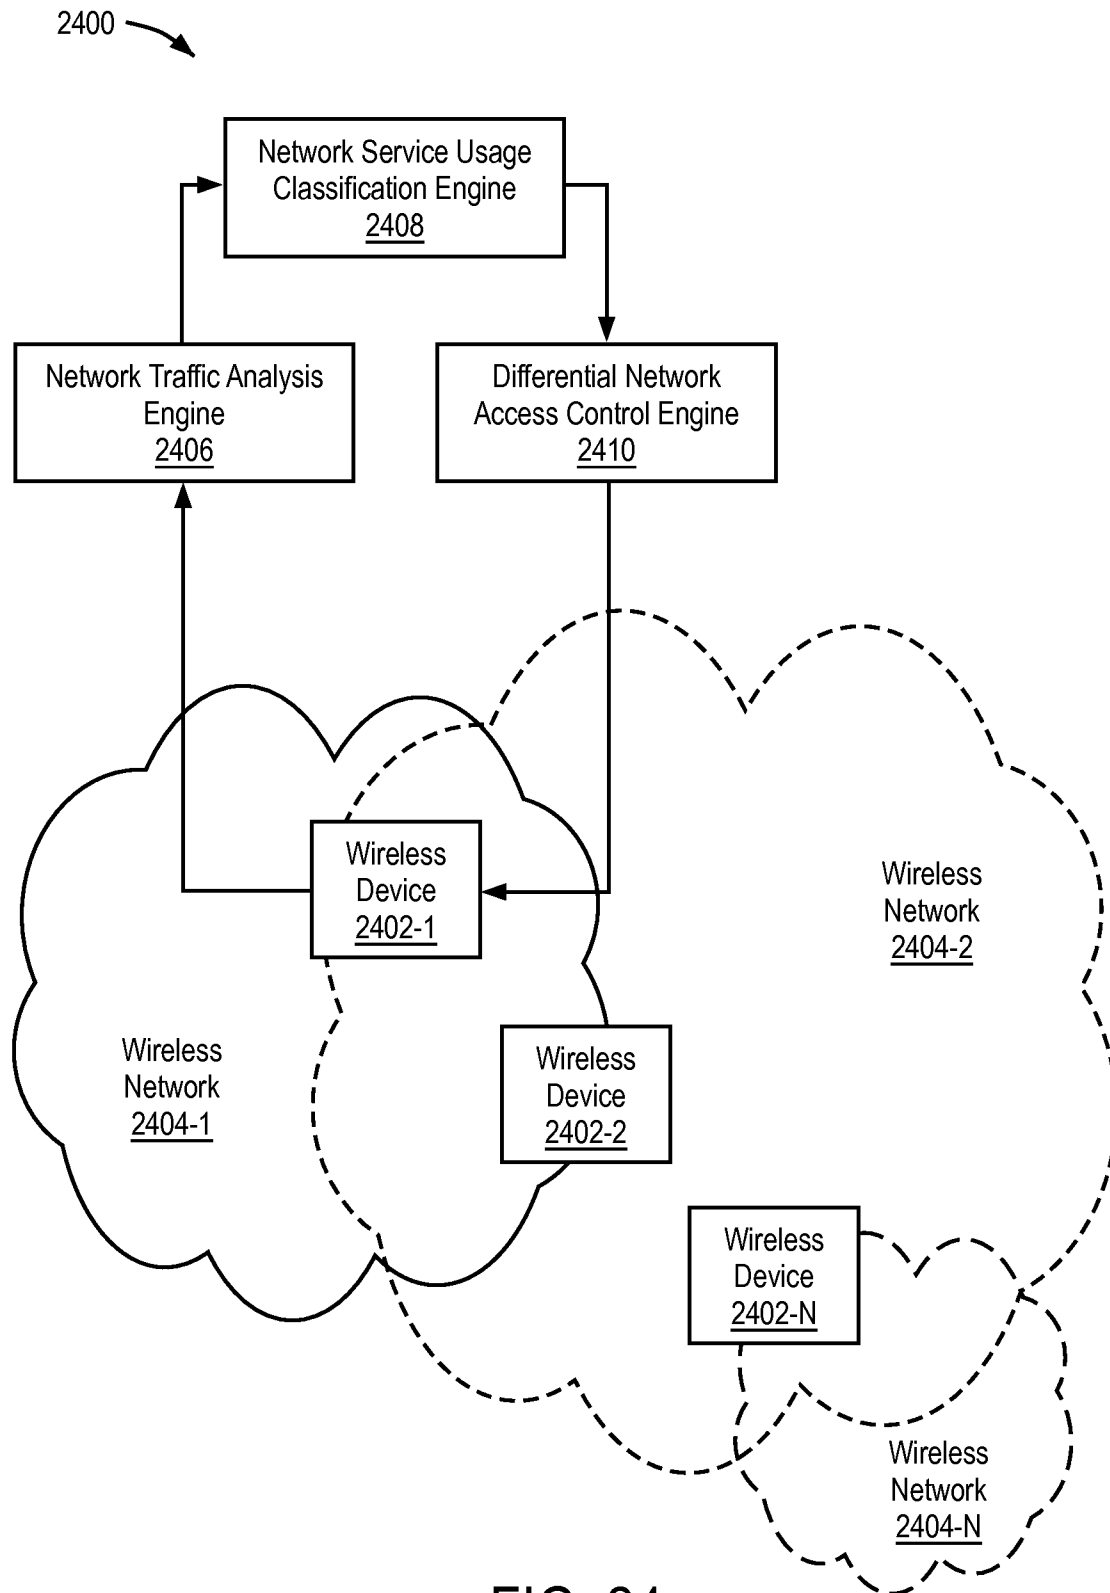 2400
Network Service Usage
Classification Engine
2408
Network Traffic Analysis
Engine
2406
Differential Network
Access Control Engine
2410
Wireless
Device
2402-1
Wireless
Network
2404-2
Wireless
Network
2404-1
Wireless
Device
2402-2
Wireless
Device
2402-N
Wireless
Network
2404-N